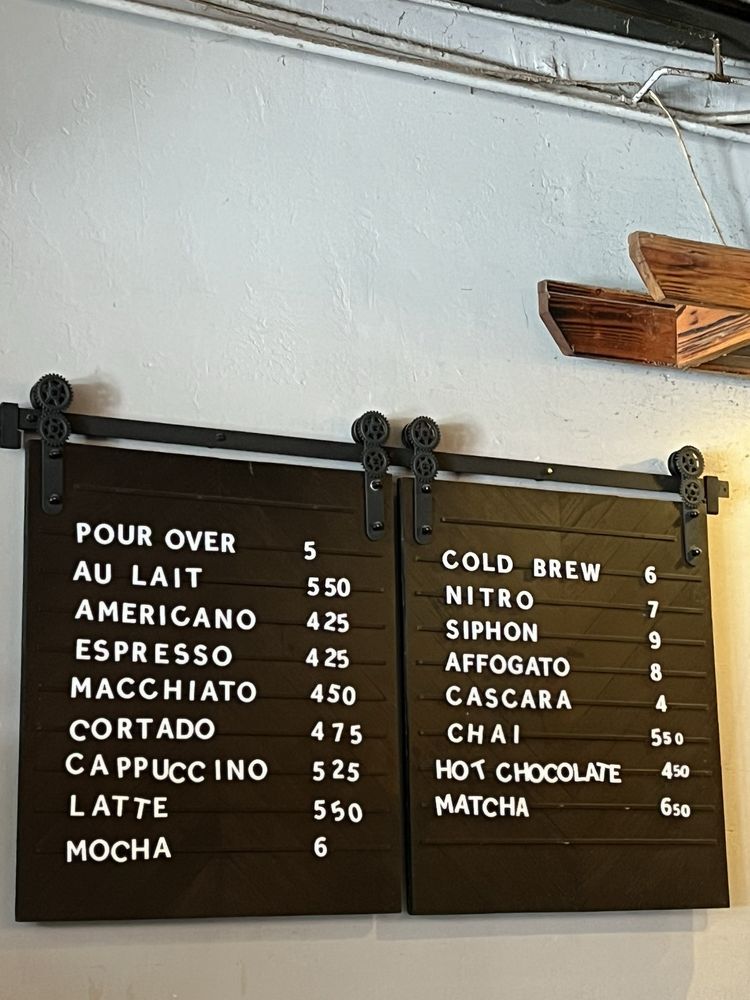 POUR OVER 5
AU LAIT 550
AMERICANO 425
ESPRESSO 425
MACCHIATO 450
CORTADO 475
CAPPUCCINO 525
LATTE 550
MOCHA 6
COLD BREW 6
NITRO 7
SIPHON 9
AFFOGATO 8
CASCARA 4
CHAI 550
HOT CHOCOLATE 450
MATCHA 650